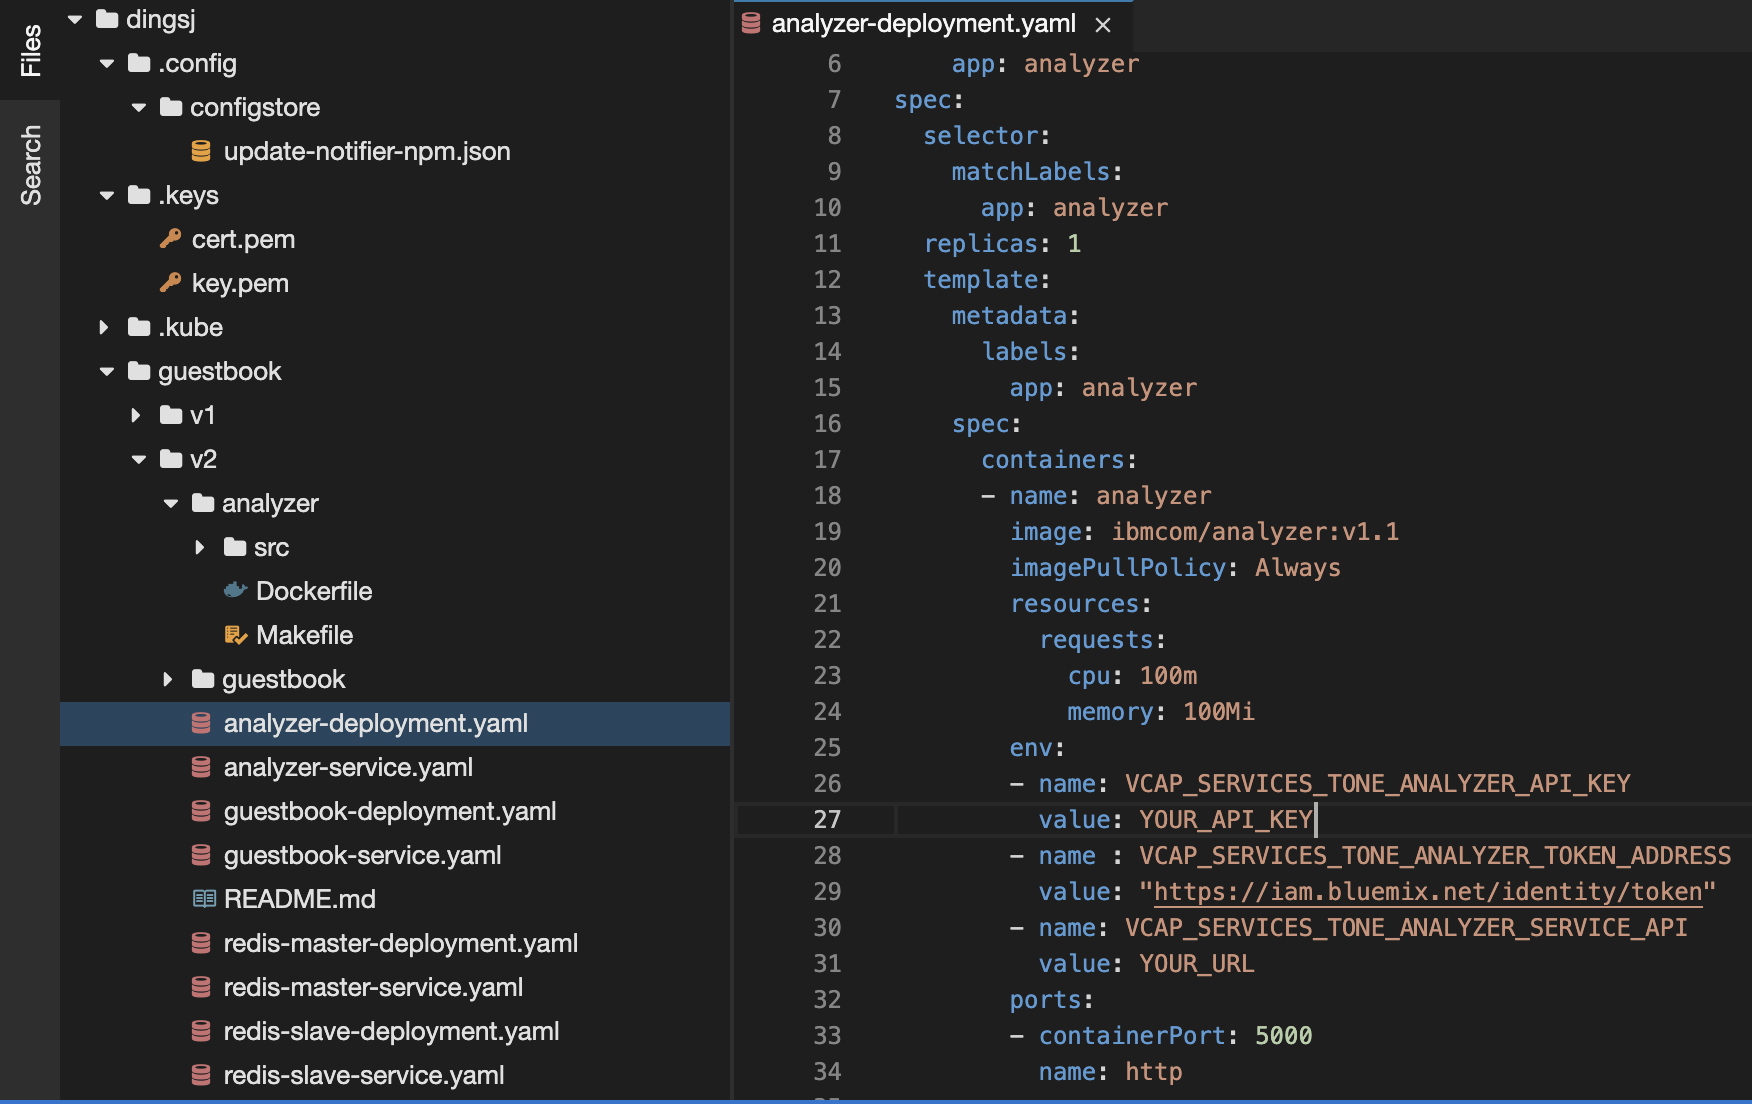 Files
Search
dingsj
.config
configstore
update-notifier-npm.json
.keys
cert.pem
key.pem
.kube
guestbook
v1
v2
analyzer
src
Dockerfile
Makefile
guestbook
analyzer-deployment.yaml
analyzer-service.yaml
guestbook-deployment.yaml
guestbook-service.yaml
README.md
redis-master-deployment.yaml
redis-master-service.yaml
redis-slave-deployment.yaml
redis-slave-service.yaml
analyzer-deployment.yaml ×
6     app: analyzer
7 spec:
8   selector:
9     matchLabels:
10       app: analyzer
11   replicas: 1
12   template:
13     metadata:
14       labels:
15         app: analyzer
16     spec:
17       containers:
18       - name: analyzer
19         image: ibmcom/analyzer:v1.1
20         imagePullPolicy: Always
21         resources:
22           requests:
23             cpu: 100m
24             memory: 100Mi
25         env:
26         - name: VCAP_SERVICES_TONE_ANALYZER_API_KEY
27           value: YOUR_API_KEY
28         - name : VCAP_SERVICES_TONE_ANALYZER_TOKEN_ADDRESS
29           value: "https://iam.bluemix.net/identity/token"
30         - name: VCAP_SERVICES_TONE_ANALYZER_SERVICE_API
31           value: YOUR_URL
32         ports:
33         - containerPort: 5000
34           name: http